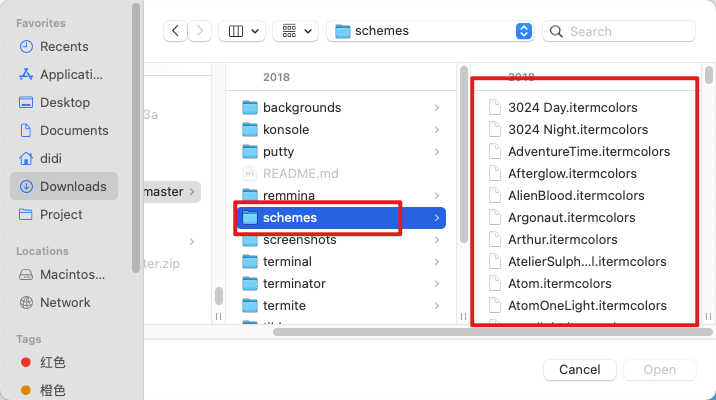 Favorites
Recents
Applicati...
Desktop
Documents
didi
Downloads
Project
Locations
Macintos...
Network
Tags
红色
橙色
schemes
Search
3a
master
ter.zip
2018
backgrounds
konsole
putty
README.md
remmina
schemes
screenshots
terminal
terminator
termite
2018
3024 Day.itermcolors
3024 Night.itermcolors
AdventureTime.itermcolors
Afterglow.itermcolors
AlienBlood.itermcolors
Argonaut.itermcolors
Arthur.itermcolors
AtelierSulph...l.itermcolors
Atom.itermcolors
AtomOneLight.itermcolors
Cancel
Open